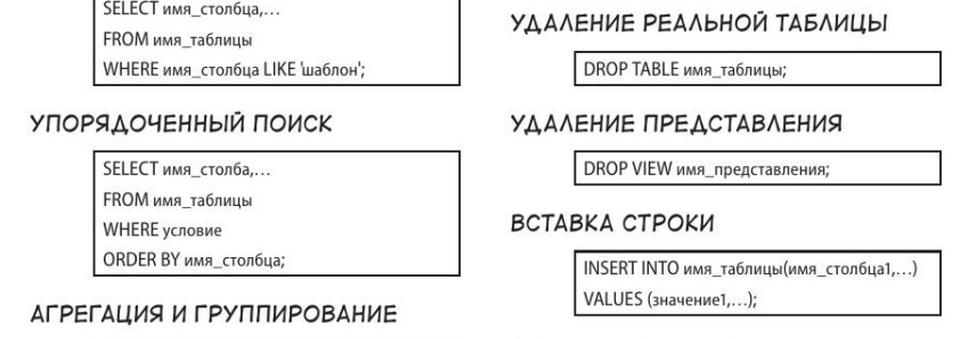 SELECT имя_столбца,...
FROM имя_таблицы
WHERE имя_столбца LIKE 'шаблон';
УПОРЯДОЧЕННЫЙ ПОИСК
SELECT имя_столба,...
FROM имя_таблицы
WHERE условие
ORDER BY имя_столбца;
АГРЕГАЦИЯ И ГРУППИРОВАНИЕ
УДАЛЕНИЕ РЕАЛЬНОЙ ТАБЛИЦЫ
DROP TABLE имя_таблицы;
УДАЛЕНИЕ ПРЕДСТАВЛЕНИЯ
DROP VIEW имя_представления;
ВСТАВКА СТРОКИ
INSERT INTO имя_таблицы(имя_столбца1,...)
VALUES (значение1,...);